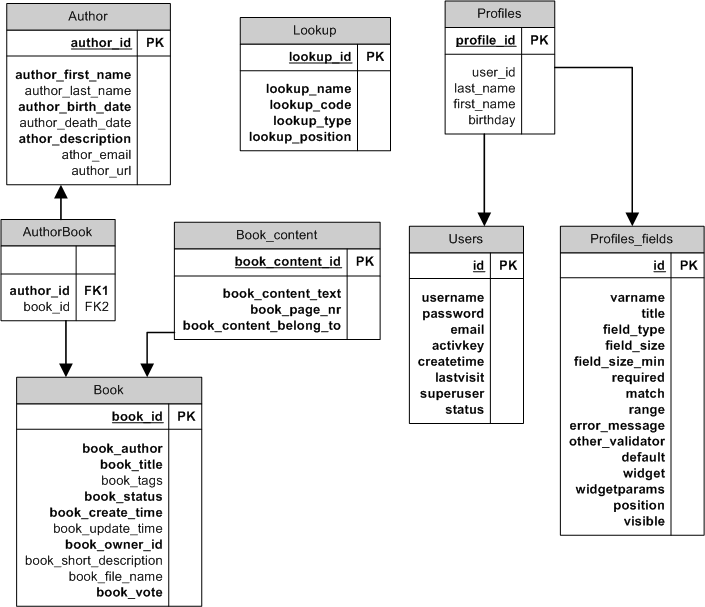 Author
author_id PK
author_first_name
author_last_name
author_birth_date
author_death_date
athor_description
athor_email
author_url
Lookup
lookup_id PK
lookup_name
lookup_code
lookup_type
lookup_position
Profiles
profile_id PK
user_id
last_name
first_name
birthday
AuthorBook
author_id FK1
book_id FK2
Book_content
book_content_id PK
book_content_text
book_page_nr
book_content_belong_to
Users
id PK
username
password
email
activkey
createtime
lastvisit
superuser
status
Profiles_fields
id PK
varname
title
field_type
field_size
field_size_min
required
match
range
error_message
other_validator
default
widget
widgetparams
position
visible
Book
book_id PK
book_author
book_title
book_tags
book_status
book_create_time
book_update_time
book_owner_id
book_short_description
book_file_name
book_vote